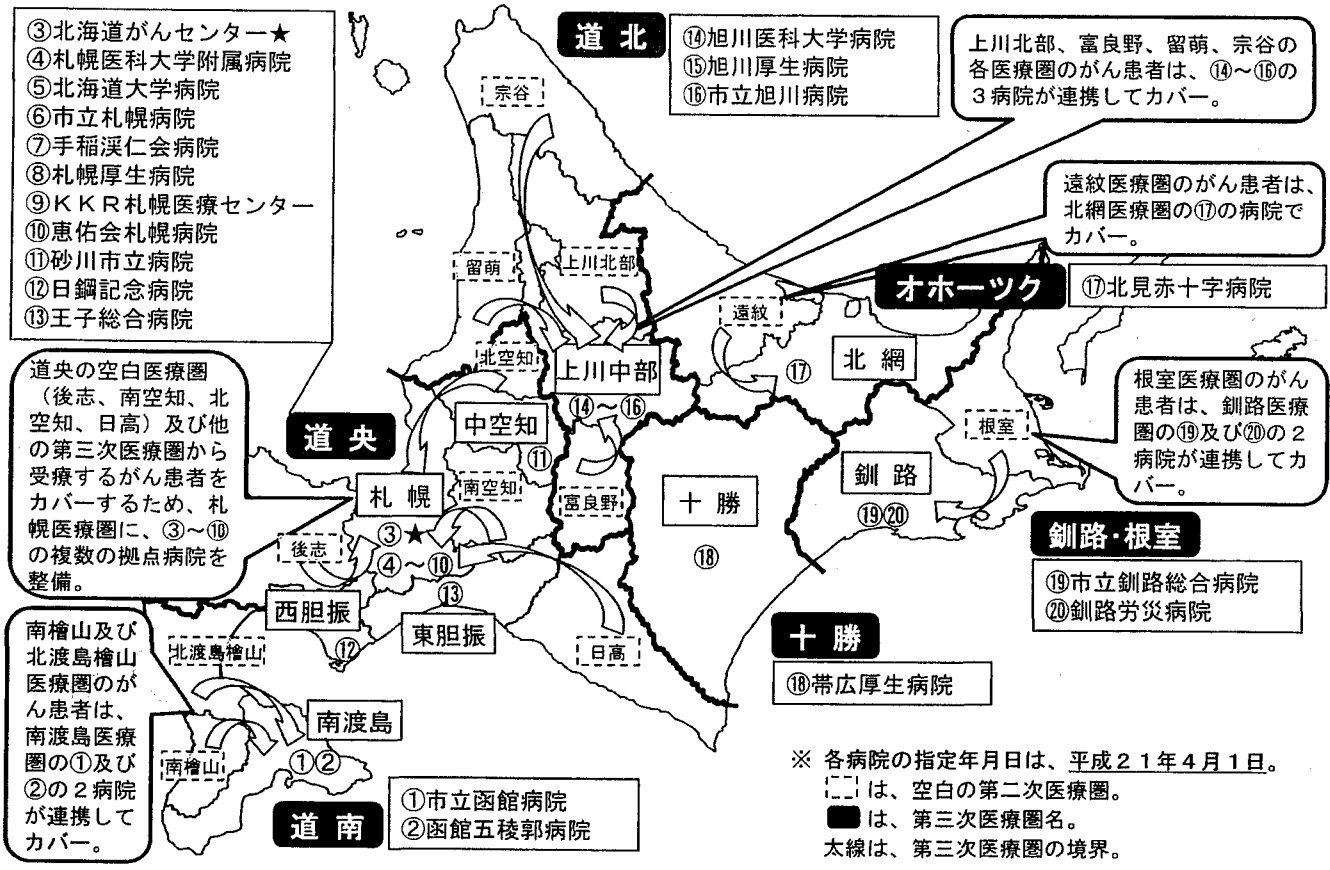 ③北海道がんセンター★
④札幌医科大学附属病院
⑤北海道大学病院
⑥市立札幌病院
⑦手稲渓仁会病院
⑧札幌厚生病院
⑨ＫＫＲ札幌医療センター
⑩恵佑会札幌病院
⑪砂川市立病院
⑫日鋼記念病院
⑬王子総合病院
道北
⑭旭川医科大学病院
⑮旭川厚生病院
⑯市立旭川病院
上川北部、富良野、留萌、宗谷の
各医療圏のがん患者は、⑭～⑯の
３病院が連携してカバー。
遠紋医療圏のがん患者は、
北網医療圏の⑰の病院で
カバー。
オホーツク
⑰北見赤十字病院
宗谷
留萌
上川北部
遠紋
北空知
上川中部
⑭～⑯
⑰
北網
道央の空白医療圏
（後志、南空知、北
空知、日高）及び他
の第三次医療圏から
受療するがん患者を
カバーするため、札
幌医療圏に、③～⑩
の複数の拠点病院を
整備。
道央
中空知
⑪
札幌
南空知
富良野
③★
④～⑩
後志
⑬
西胆振
東胆振
⑫
日高
十勝
⑱
釧路
⑲⑳
根室
根室医療圏のがん
患者は、釧路医療
圏の⑲及び⑳の２
病院が連携してカ
バー。
釧路・根室
⑲市立釧路総合病院
⑳釧路労災病院
十勝
⑱帯広厚生病院
南檜山及び
北渡島檜山
医療圏のが
ん患者は、
南渡島医療
圏の①及び
②の２病院
が連携して
カバー。
北渡島檜山
南渡島
南檜山
①②
道南
①市立函館病院
②函館五稜郭病院
※ 各病院の指定年月日は、平成２１年４月１日。
は、空白の第二次医療圏。
は、第三次医療圏名。
太線は、第三次医療圏の境界。